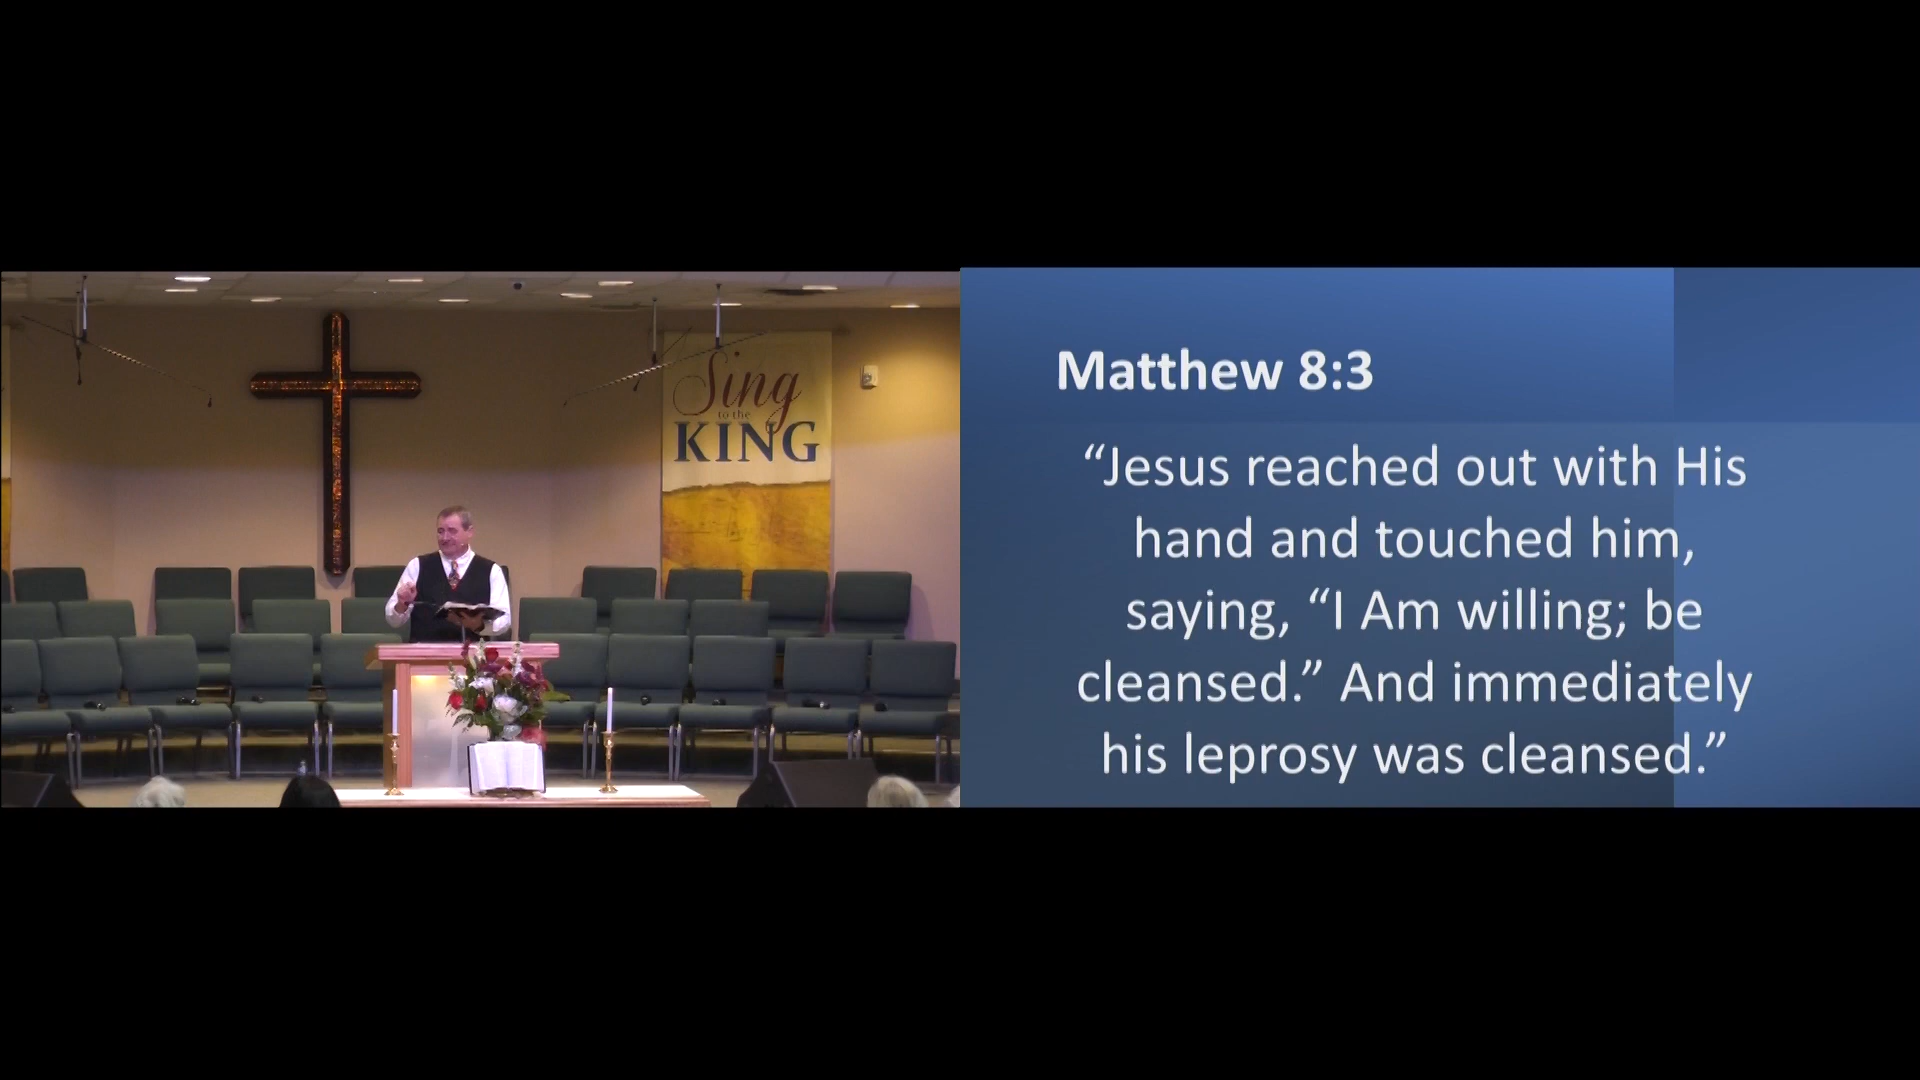 Sing
to the
KING
Matthew 8:3
“Jesus reached out with His
hand and touched him,
saying, “I Am willing; be
cleansed.” And immediately
his leprosy was cleansed.”